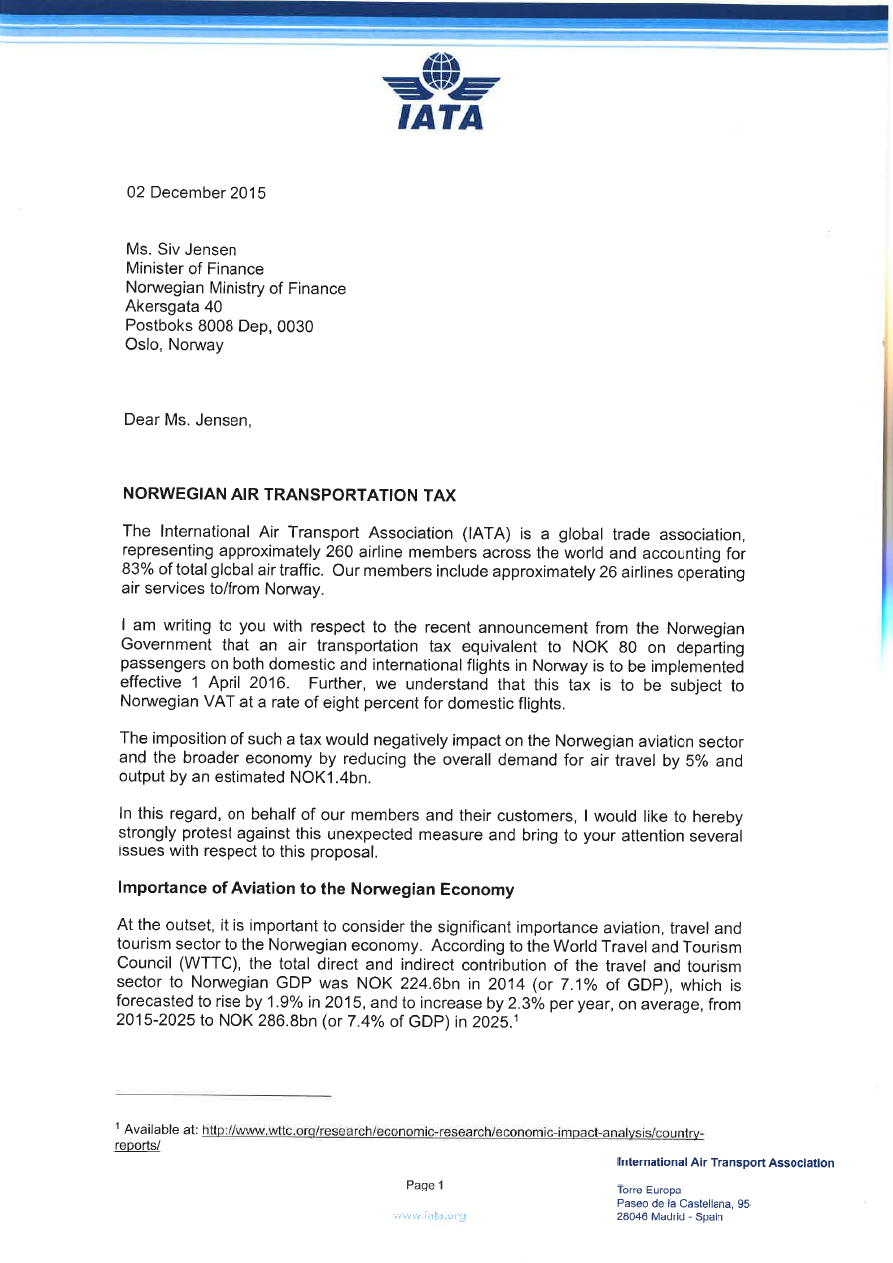 IATA
02 December 2015
Ms. Siv Jensen
Minister of Finance
Norwegian Ministry of Finance
Akersgata 40
Postboks 8008 Dep, 0030
Oslo, Norway
Dear Ms. Jensen,
NORWEGIAN AIR TRANSPORTATION TAX
The International Air Transport Association (IATA) is a global trade association,
representing approximately 260 airline members across the world and accounting for
83% of total global air traffic. Our members include approximately 26 airlines operating
air services to/from Norway.
I am writing to you with respect to the recent announcement from the Norwegian
Government that an air transportation tax equivalent to NOK 80 on departing
passengers on both domestic and international flights in Norway is to be implemented
effective 1 April 2016. Further, we understand that this tax is to be subject to
Norwegian VAT at a rate of eight percent for domestic flights.
The imposition of such a tax would negatively impact on the Norwegian aviation sector
and the broader economy by reducing the overall demand for air travel by 5% and
output by an estimated NOK1.4bn.
In this regard, on behalf of our members and their customers, I would like to hereby
strongly protest against this unexpected measure and bring to your attention several
issues with respect to this proposal.
Importance of Aviation to the Norwegian Economy
At the outset, it is important to consider the significant importance aviation, travel and
tourism sector to the Norwegian economy. According to the World Travel and Tourism
Council (WTTC), the total direct and indirect contribution of the travel and tourism
sector to Norwegian GDP was NOK 224.6bn in 2014 (or 7.1% of GDP), which is
forecasted to rise by 1.9% in 2015, and to increase by 2.3% per year, on average, from
2015-2025 to NOK 286.8bn (or 7.4% of GDP) in 2025.¹
¹ Available at: http://www.wttc.org/research/economic-research/economic-impact-analysis/country-
reports/
International Air Transport Association
Page 1
Torre Europa
Paseo de la Castellana, 95
28046 Madrid - Spain
www.iata.org